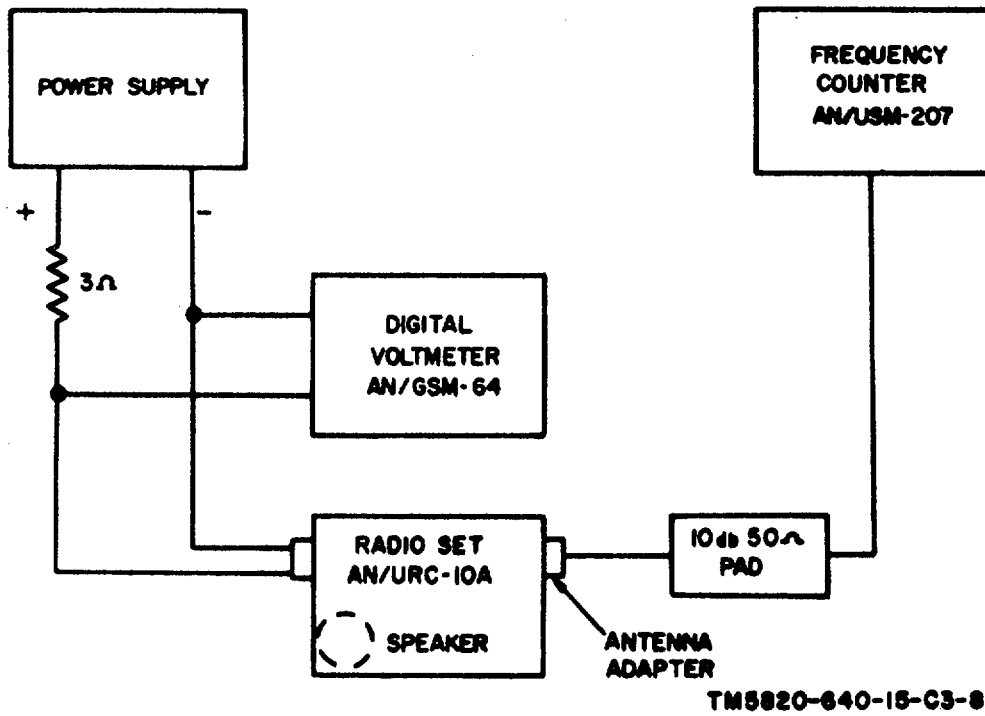 POWER SUPPLY
FREQUENCY
COUNTER
AN/USM-207
+
-
3Ω
DIGITAL
VOLTMETER
AN/GSM-64
RADIO SET
AN/URC-10A
SPEAKER
10db 50Ω
PAD
ANTENNA
ADAPTER
TM5820-640-15-C3-8